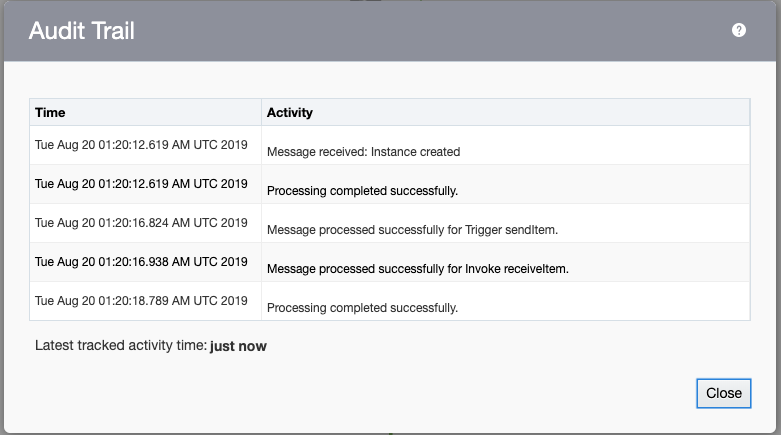 Audit Trail
?
Time Activity
Tue Aug 20 01:20:12.619 AM UTC 2019 Message received: Instance created
Tue Aug 20 01:20:12.619 AM UTC 2019 Processing completed successfully.
Tue Aug 20 01:20:16.824 AM UTC 2019 Message processed successfully for Trigger sendItem.
Tue Aug 20 01:20:16.938 AM UTC 2019 Message processed successfully for Invoke receiveItem.
Tue Aug 20 01:20:18.789 AM UTC 2019 Processing completed successfully.
Latest tracked activity time: just now
Close